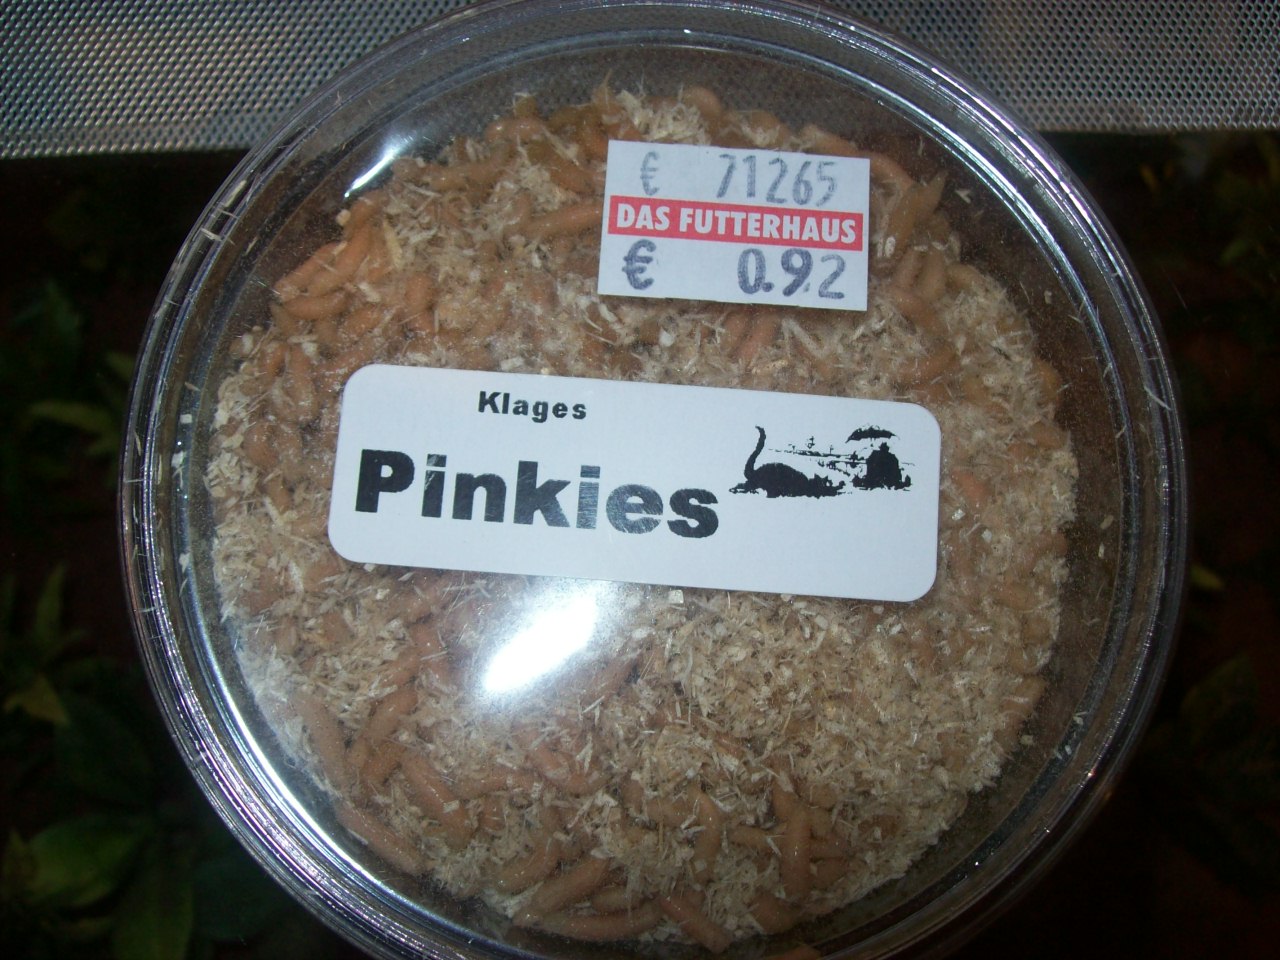 € 71265
DAS FUTTERHAUS
€ 0.92
Klages
Pinkies